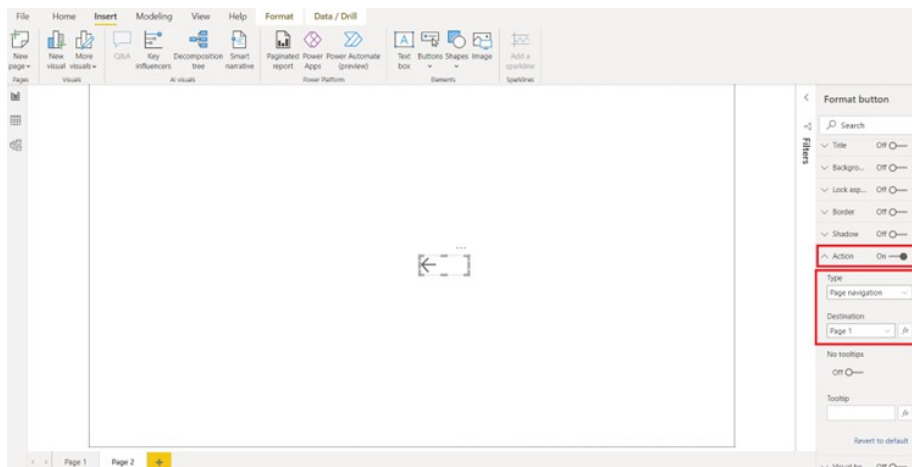 File Home Insert Modeling View Help Format Data / Drill
New page
New visual
More visuals
Q&A
Key influencers
Decomposition tree
Smart narrative
Paginated report
Power Apps
Power Automate (preview)
Text box
Buttons
Shapes
Image
Add a sparkline
Pages Visuals AI visuals Power Platform Elements Sparklines
Filters
Format button
Search
Title Off
Backgro... Off
Lock asp... Off
Border Off
Shadow Off
Action On
Type
Page navigation
Destination
Page 1 fx
No tooltips
Off
Tooltip
fx
Revert to default
Page 1 Page 2 +